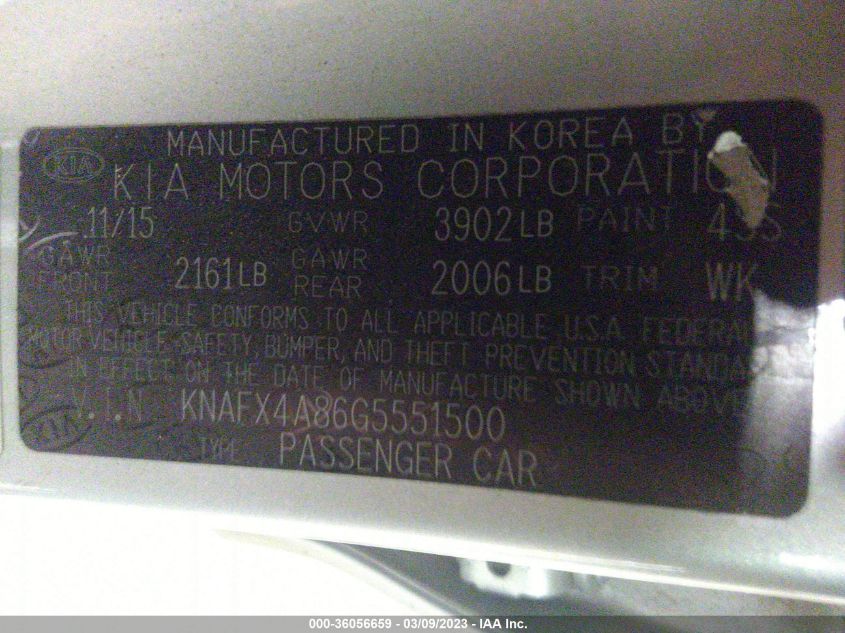 MANUFACTURED IN KOREA BY
KIA
KIA MOTORS CORPORATION
11/15 GVWR 3902LB PAINT
GAWR FRONT 2161LB GAWR REAR 2006LB TRIM WK
THIS VEHICLE CONFORMS TO ALL APPLICABLE U.S.A. FEDERAL
MOTOR VEHICLE SAFETY, BUMPER, AND THEFT PREVENTION STANDA
IN EFFECT ON THE DATE OF MANUFACTURE SHOWN ABOVE
V.I.N KNAFX4A86G5551500
TYPE PASSENGER CAR
KIA
000-36056659 - 03/09/2023 - IAA Inc.